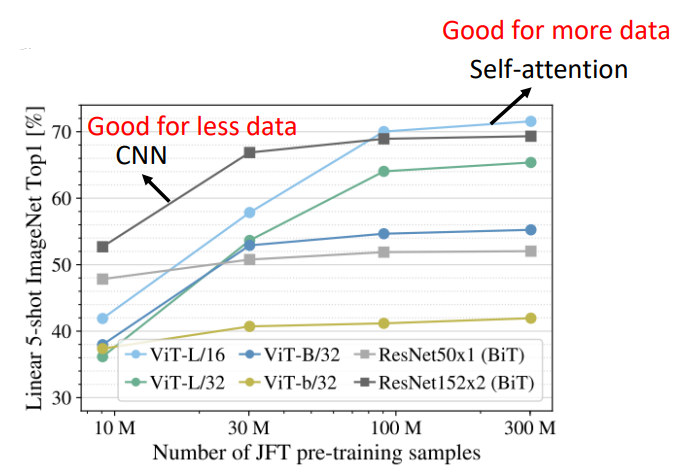 Good for more data
Self-attention
Good for less data
CNN
Linear 5-shot ImageNet Top1 [%]
70
60
50
40
30
ViT-L/16
ViT-B/32
ResNet50x1 (BiT)
ViT-L/32
ViT-b/32
ResNet152x2 (BiT)
10 M
30 M
100 M
300 M
Number of JFT pre-training samples